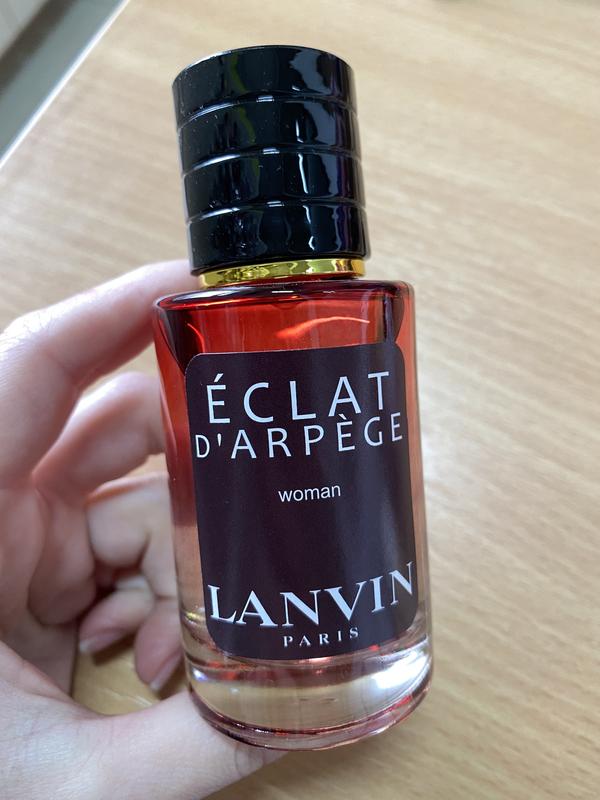 ÉCLAT
D'ARPÈGE
woman
LANVIN
PARIS